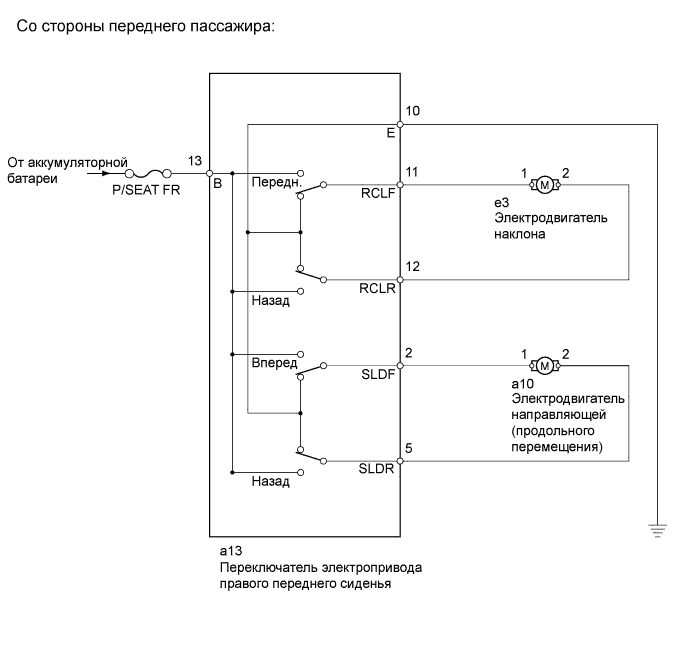 Со стороны переднего пассажира:
10
E
От аккумуляторной
батареи
P/SEAT FR
13
B
Передн.
11
RCLF
1
M
2
e3
Электродвигатель
наклона
12
RCLR
Назад
Вперед
2
SLDF
1
M
2
a10
Электродвигатель
направляющей
(продольного
перемещения)
5
SLDR
Назад
a13
Переключатель электропривода
правого переднего сиденья